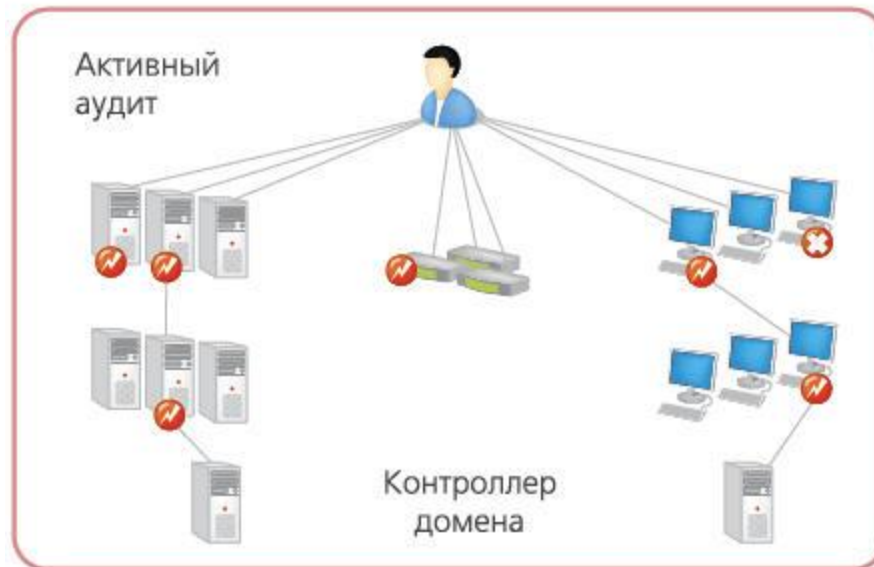 Активный
аудит
Контроллер
домена